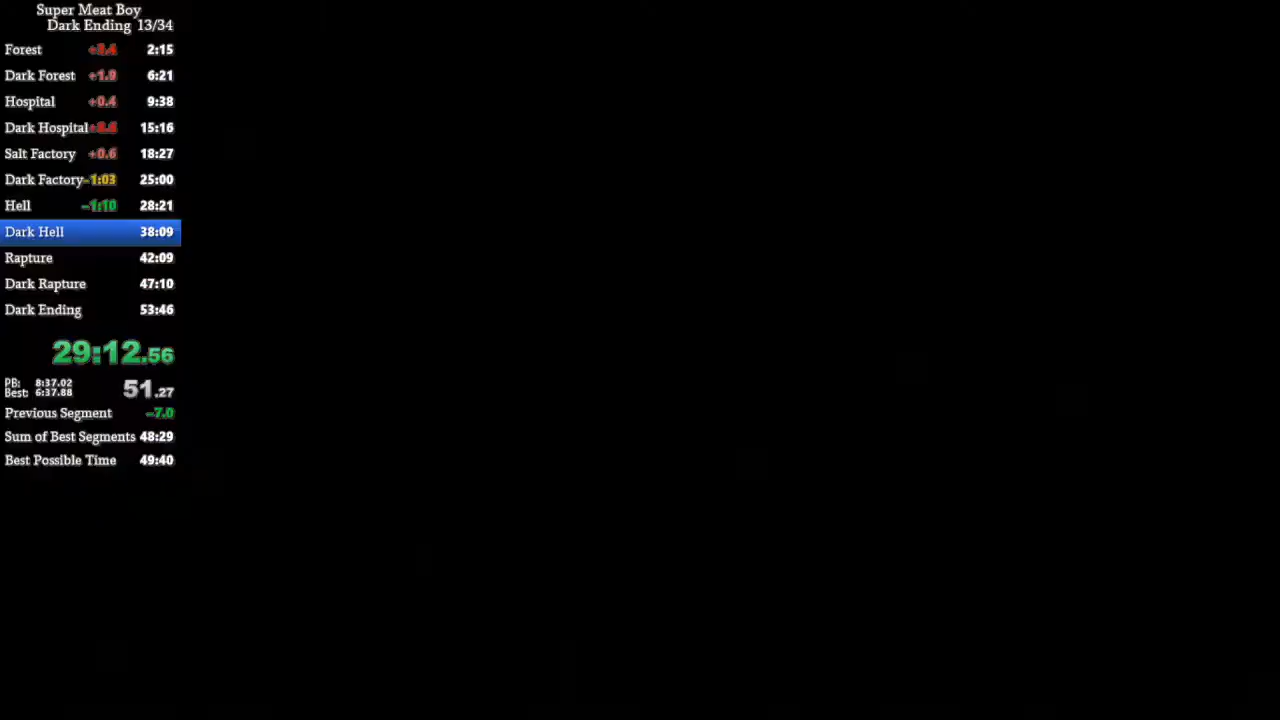 Super Meat Boy
Dark Ending 13/34
Forest 2:15
Dark Forest +1.9 6:21
Hospital +0.4 9:38
Dark Hospital 15:16
Salt Factory +0.6 18:27
Dark Factory -1:03 25:00
Hell -1:10 28:21
Dark Hell 38:09
Rapture 42:09
Dark Rapture 47:10
Dark Ending 53:46
29:12.56
PB: 8:37.02
Best: 6:37.88
51.27
Previous Segment -7.0
Sum of Best Segments 48:29
Best Possible Time 49:40